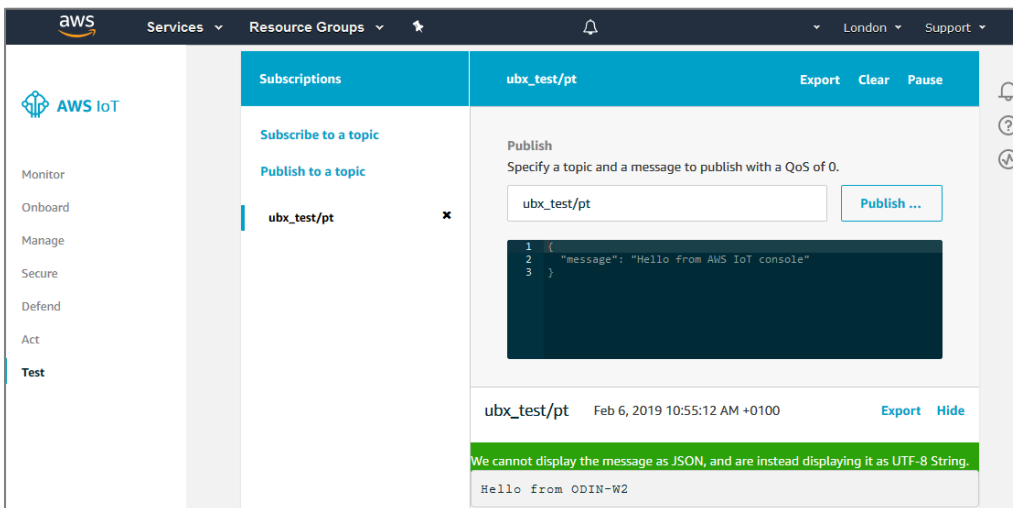 aws
Services
Resource Groups
London
Support
AWS IoT
Monitor
Onboard
Manage
Secure
Defend
Act
Test
Subscriptions
Subscribe to a topic
Publish to a topic
ubx_test/pt
ubx_test/pt
Export Clear Pause
Publish
Specify a topic and a message to publish with a QoS of 0.
ubx_test/pt
Publish ...
1 {
2 "message": "Hello from AWS IoT console"
3 }
ubx_test/pt Feb 6, 2019 10:55:12 AM +0100
Export Hide
We cannot display the message as JSON, and are instead displaying it as UTF-8 String.
Hello from ODIN-W2